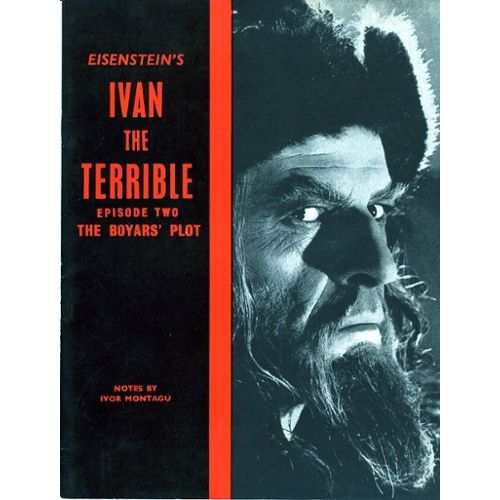 EISENSTEIN'S
IVAN
THE
TERRIBLE
EPISODE TWO
THE BOYARS' PLOT
NOTES BY
IVOR MONTAGU